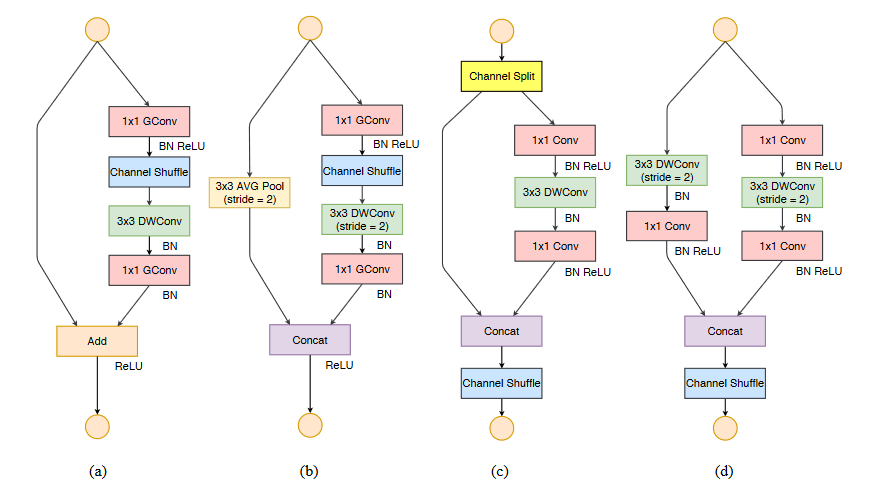 1x1 GConv
BN ReLU
Channel Shuffle
3x3 DWConv
BN
1x1 GConv
BN
Add
ReLU
(a)
1x1 GConv
BN ReLU
Channel Shuffle
3x3 AVG Pool
(stride = 2)
3x3 DWConv
(stride = 2)
BN
1x1 GConv
BN
Concat
ReLU
(b)
Channel Split
1x1 Conv
BN ReLU
3x3 DWConv
BN
1x1 Conv
BN ReLU
Concat
Channel Shuffle
(c)
3x3 DWConv
(stride = 2)
BN
1x1 Conv
BN ReLU
1x1 Conv
BN ReLU
3x3 DWConv
(stride = 2)
BN
1x1 Conv
BN ReLU
Concat
Channel Shuffle
(d)